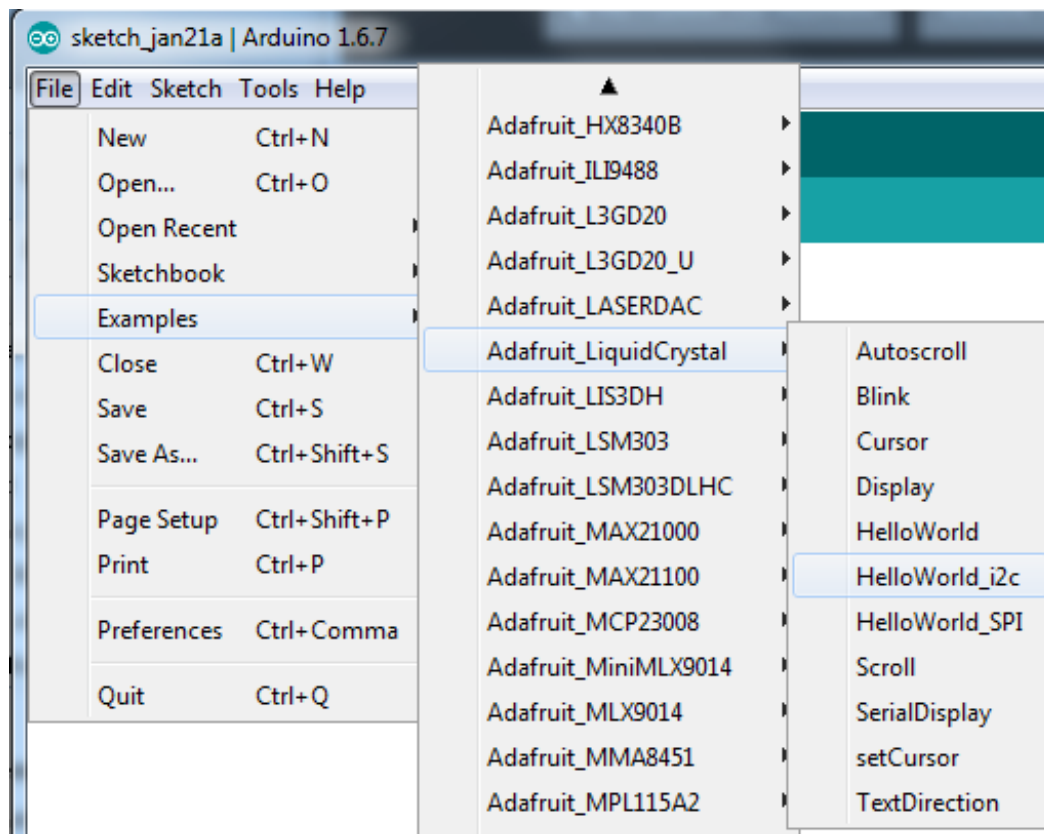 sketch_jan21a | Arduino 1.6.7
File Edit Sketch Tools Help
New Ctrl+N
Open... Ctrl+O
Open Recent
Sketchbook
Examples
Close Ctrl+W
Save Ctrl+S
Save As... Ctrl+Shift+S
Page Setup Ctrl+Shift+P
Print Ctrl+P
Preferences Ctrl+Comma
Quit Ctrl+Q
Adafruit_HX8340B
Adafruit_ILI9488
Adafruit_L3GD20
Adafruit_L3GD20_U
Adafruit_LASERDAC
Adafruit_LiquidCrystal
Adafruit_LIS3DH
Adafruit_LSM303
Adafruit_LSM303DLHC
Adafruit_MAX21000
Adafruit_MAX21100
Adafruit_MCP23008
Adafruit_MiniMLX9014
Adafruit_MLX9014
Adafruit_MMA8451
Adafruit_MPL115A2
Autoscroll
Blink
Cursor
Display
HelloWorld
HelloWorld_i2c
HelloWorld_SPI
Scroll
SerialDisplay
setCursor
TextDirection